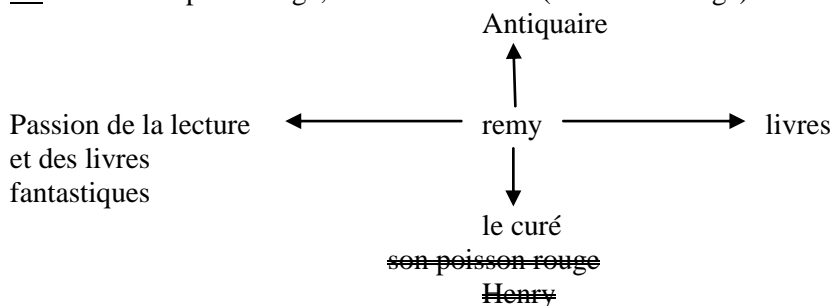 Antiquaire
Passion de la lecture
et des livres
fantastiques
remy
livres
le curé
son poisson rouge
Henry